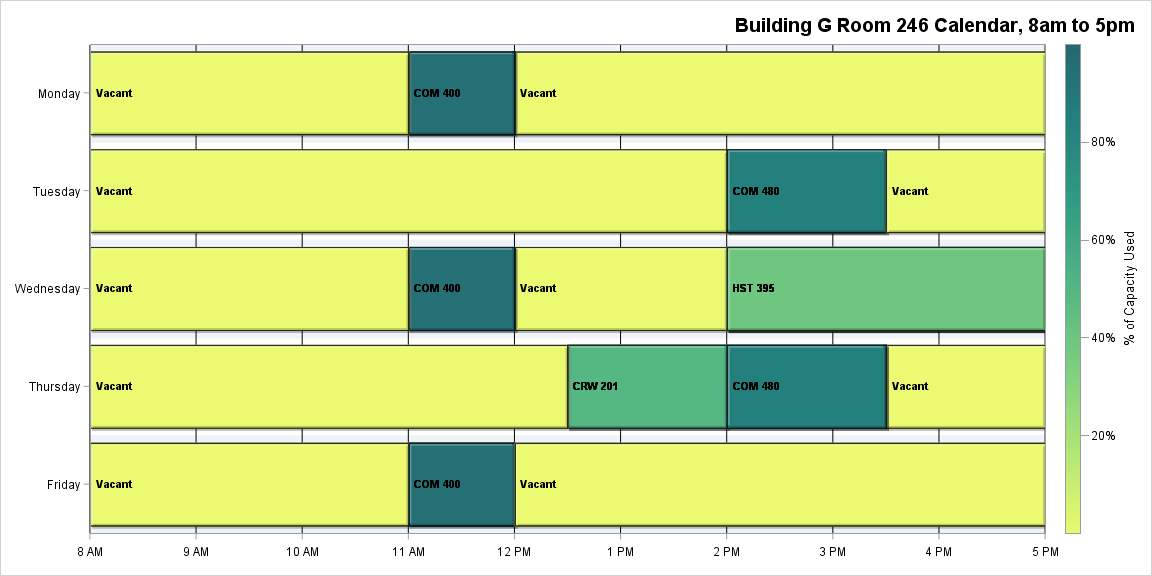 Building G Room 246 Calendar, 8am to 5pm
Monday Vacant COM 400 Vacant
80%
Tuesday Vacant COM 480 Vacant
60%
Wednesday Vacant COM 400 Vacant HST 395
% of Capacity Used
40%
Thursday Vacant CRW 201 COM 480 Vacant
20%
Friday Vacant COM 400 Vacant
8 AM 9 AM 10 AM 11 AM 12 PM 1 PM 2 PM 3 PM 4 PM 5 PM